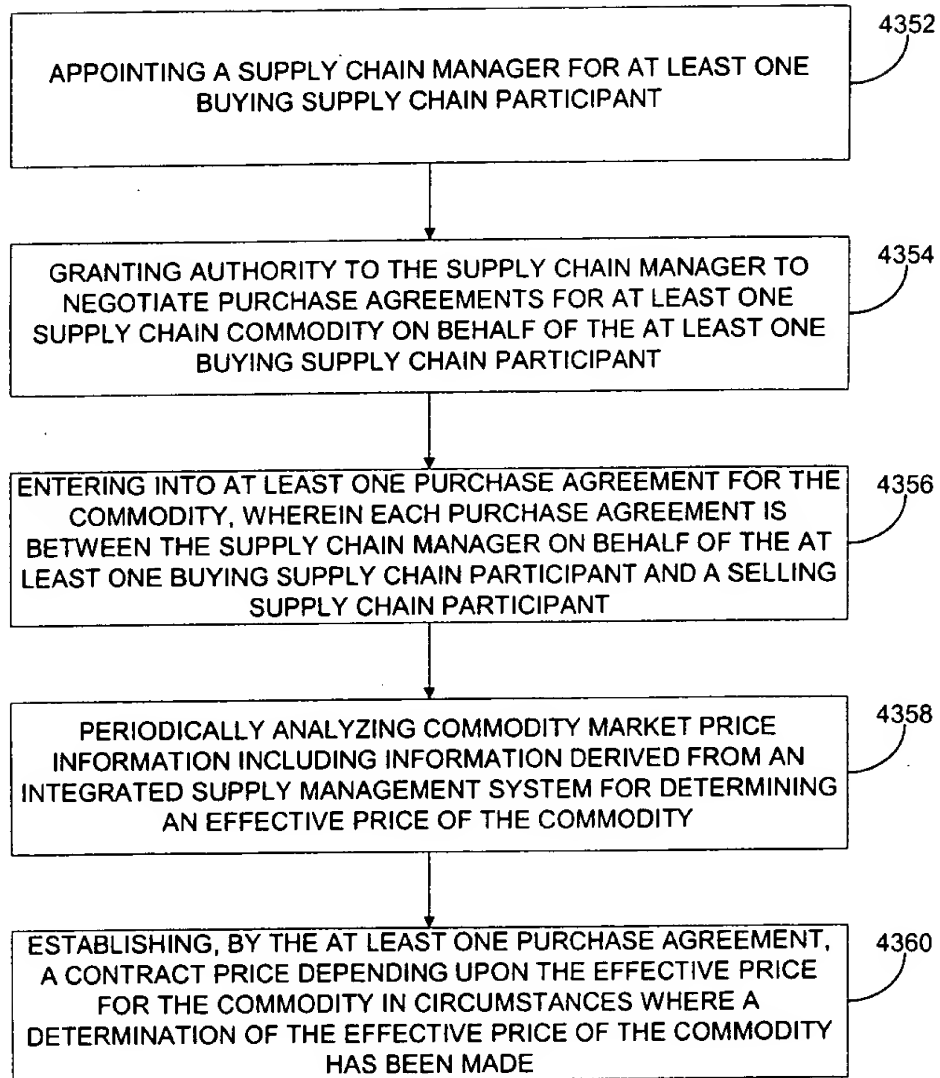 4352
APPOINTING A SUPPLY CHAIN MANAGER FOR AT LEAST ONE
BUYING SUPPLY CHAIN PARTICIPANT
4354
GRANTING AUTHORITY TO THE SUPPLY CHAIN MANAGER TO
NEGOTIATE PURCHASE AGREEMENTS FOR AT LEAST ONE
SUPPLY CHAIN COMMODITY ON BEHALF OF THE AT LEAST ONE
BUYING SUPPLY CHAIN PARTICIPANT
4356
ENTERING INTO AT LEAST ONE PURCHASE AGREEMENT FOR THE
COMMODITY, WHEREIN EACH PURCHASE AGREEMENT IS
BETWEEN THE SUPPLY CHAIN MANAGER ON BEHALF OF THE AT
LEAST ONE BUYING SUPPLY CHAIN PARTICIPANT AND A SELLING
SUPPLY CHAIN PARTICIPANT
4358
PERIODICALLY ANALYZING COMMODITY MARKET PRICE
INFORMATION INCLUDING INFORMATION DERIVED FROM AN
INTEGRATED SUPPLY MANAGEMENT SYSTEM FOR DETERMINING
AN EFFECTIVE PRICE OF THE COMMODITY
4360
ESTABLISHING, BY THE AT LEAST ONE PURCHASE AGREEMENT,
A CONTRACT PRICE DEPENDING UPON THE EFFECTIVE PRICE
FOR THE COMMODITY IN CIRCUMSTANCES WHERE A
DETERMINATION OF THE EFFECTIVE PRICE OF THE COMMODITY
HAS BEEN MADE